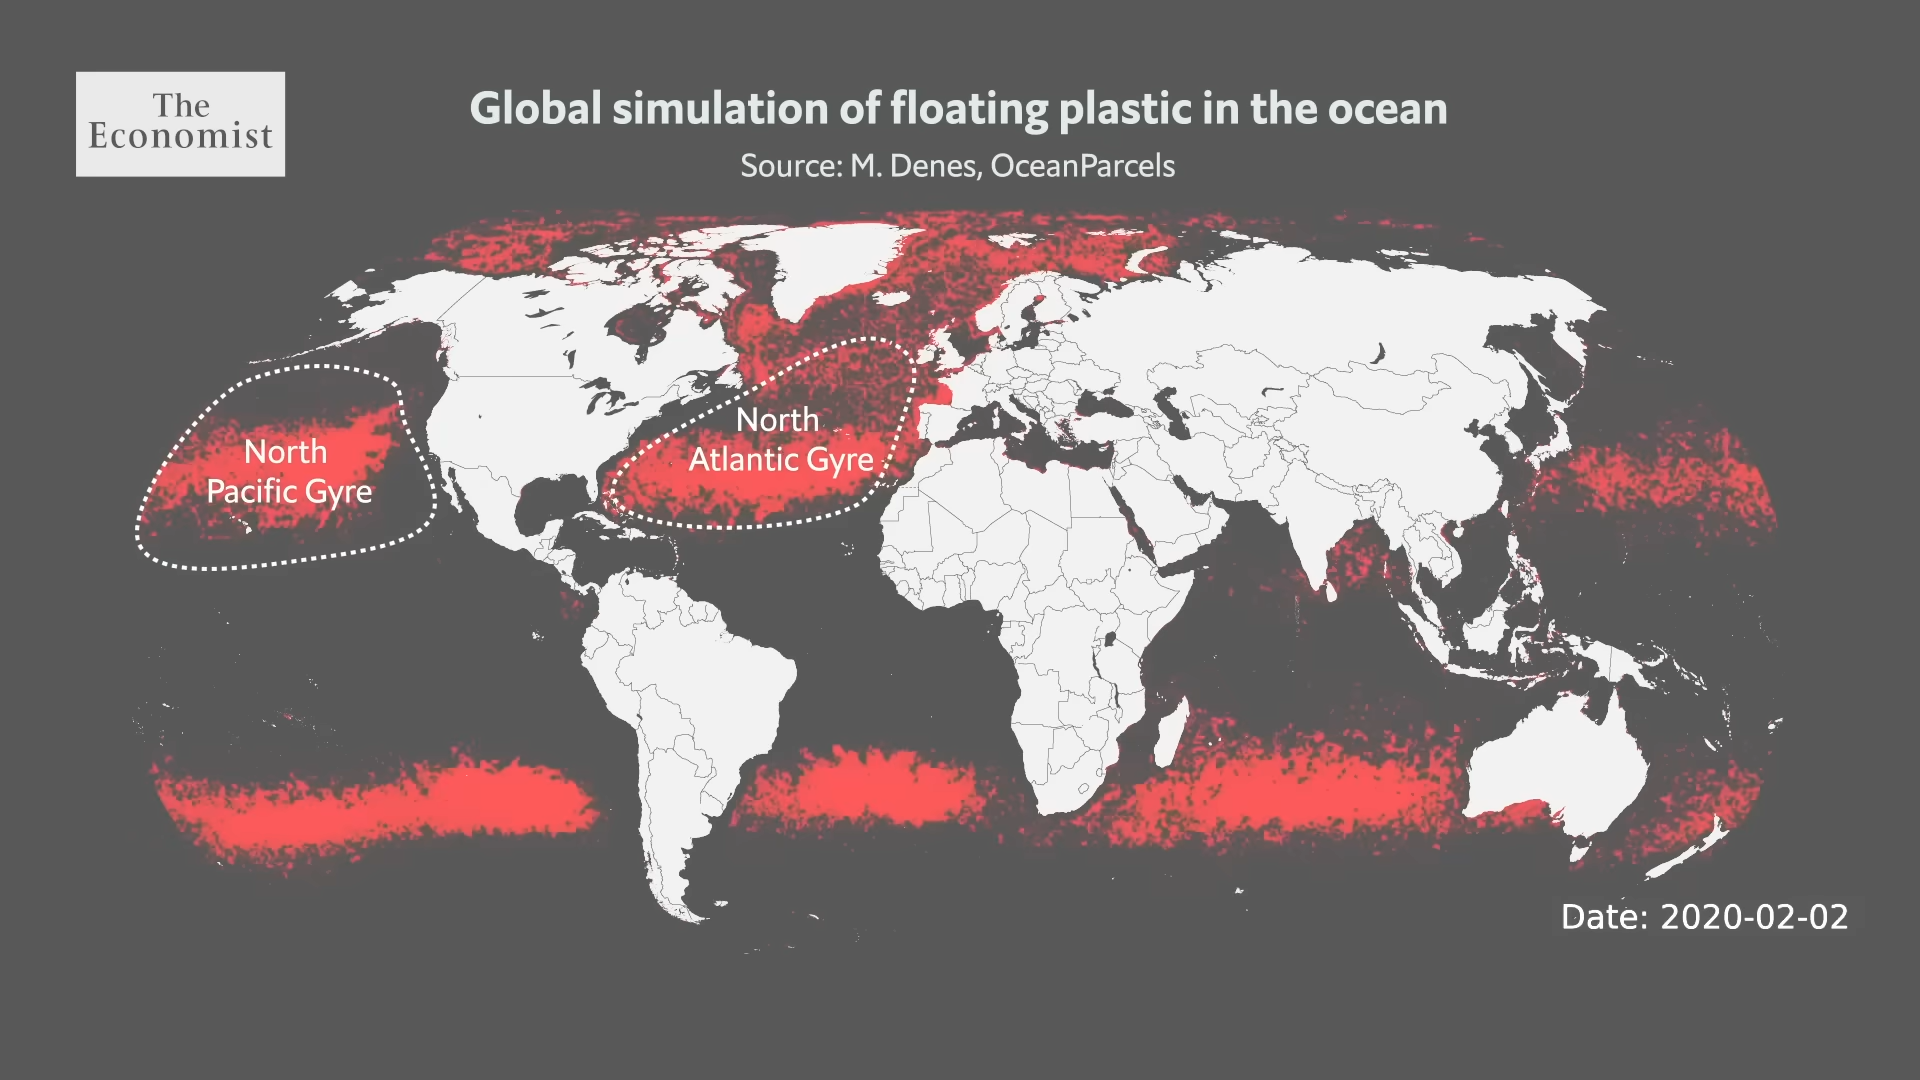 The
Economist
Global simulation of floating plastic in the ocean
Source: M. Denes, OceanParcels
North
Pacific Gyre
North
Atlantic Gyre
Date: 2020-02-02